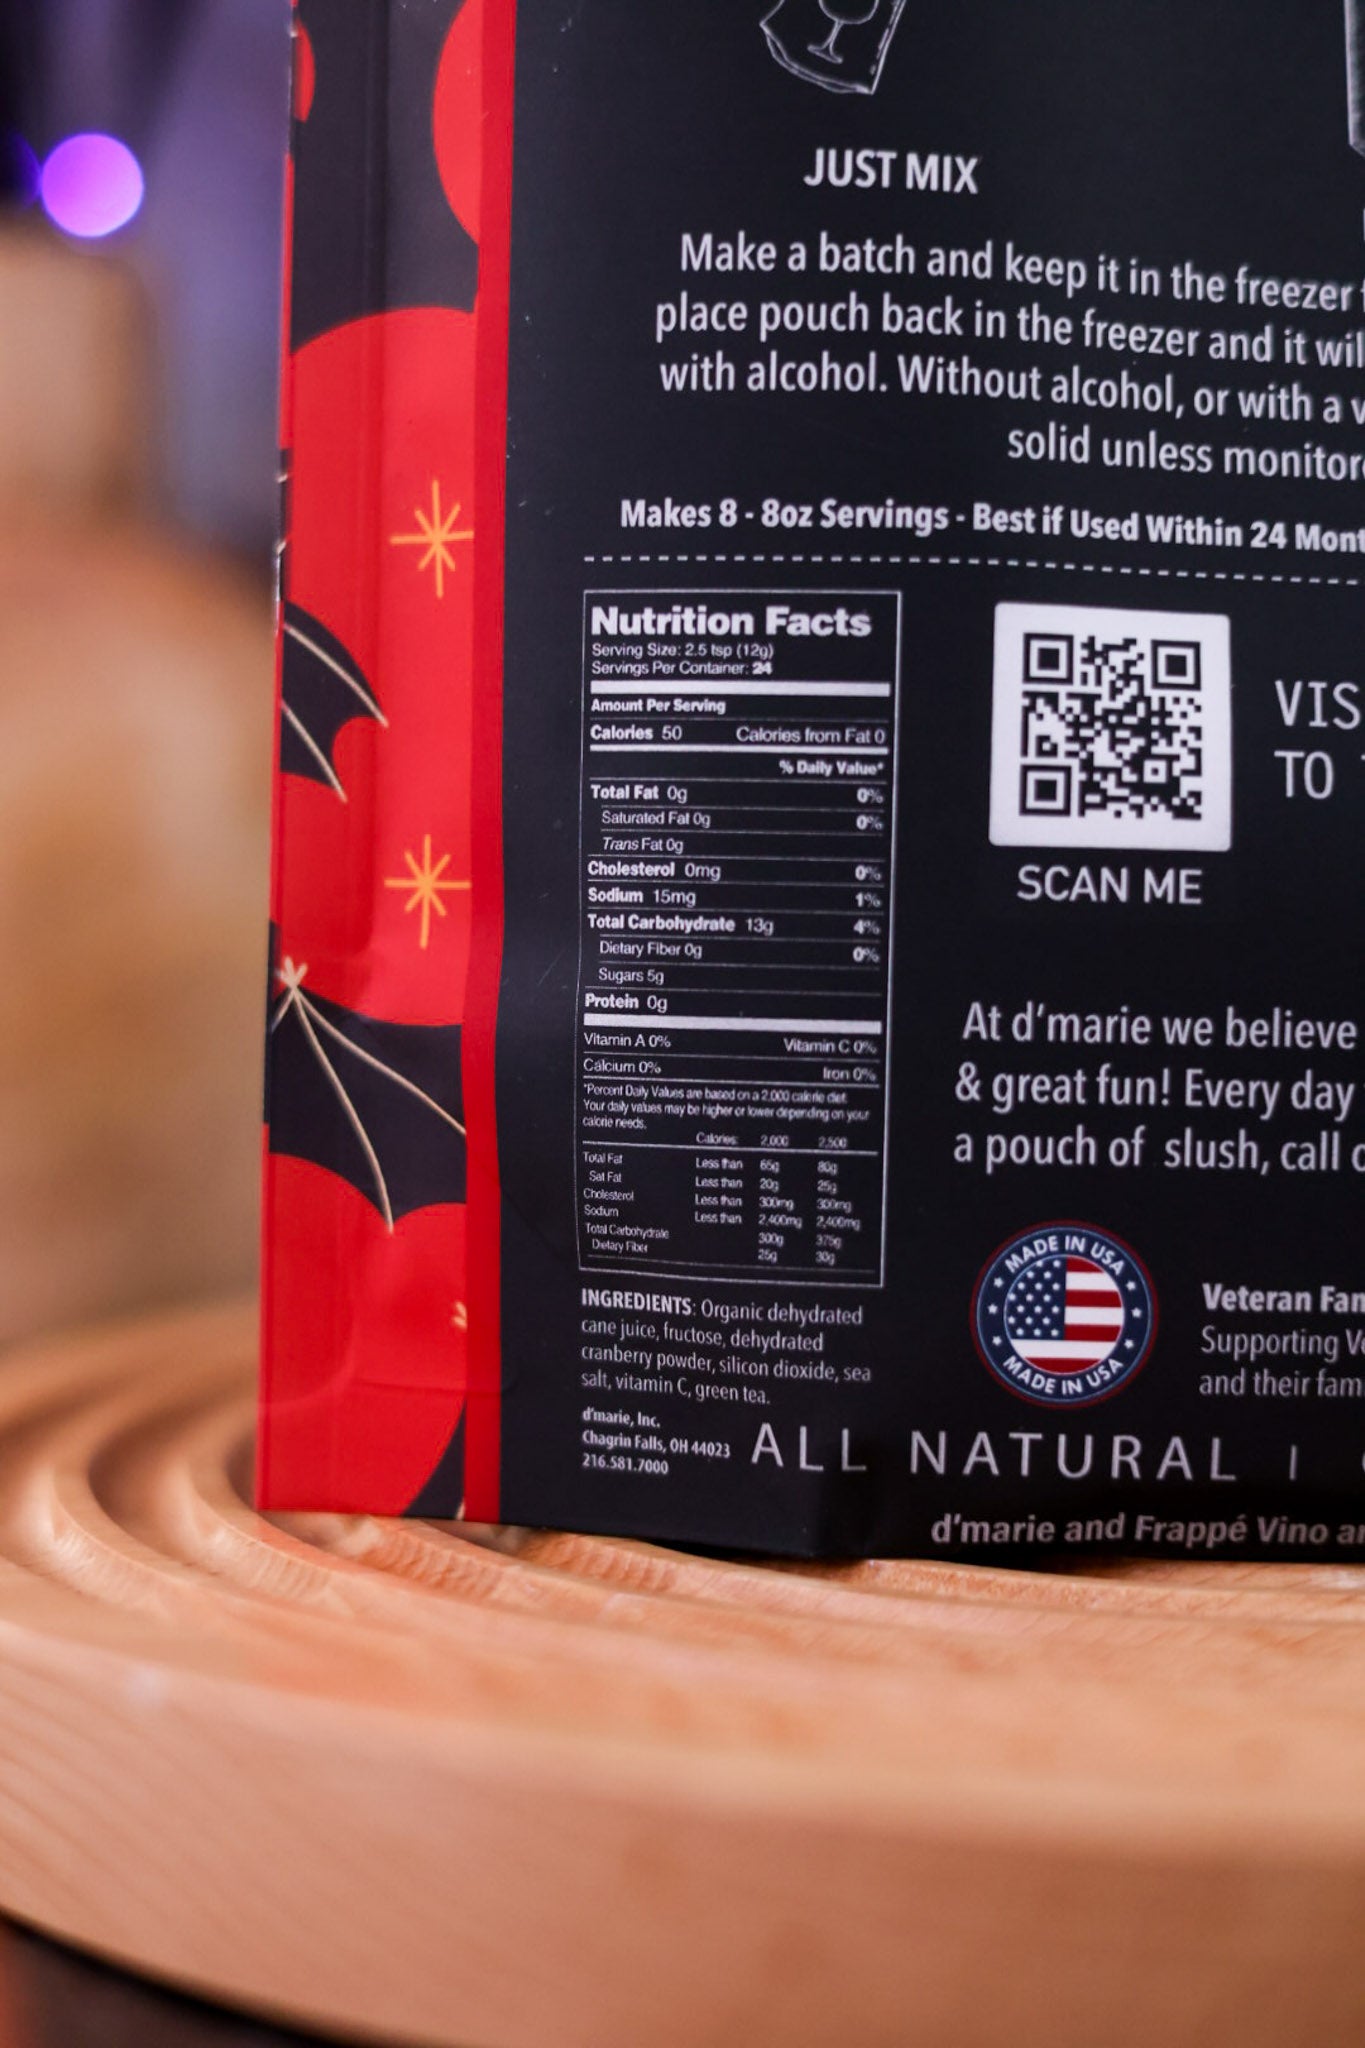 JUST MIX
Make a batch and keep it in the freezer
place pouch back in the freezer and it will
with alcohol. Without alcohol, or with a
solid unless
Makes 8 - 8oz Servings - Best if Used Within 24
Nutrition Facts
Serving Size: 2.5 tsp (12g)
Servings Per Container: 24
Amount Per Serving
Calories 50 Calories from Fat 0
% Daily Value*
Total Fat 0g 0%
Saturated Fat 0g 0%
Trans Fat 0g
Cholesterol 0mg 0%
Sodium 15mg 1%
Total Carbohydrate 13g 4%
Dietary Fiber 0g 0%
Sugars 5g
Protein 0g
Vitamin A 0% Vitamin C 0%
Calcium 0% Iron 0%
*Percent Daily Values are based on a 2,000 calorie diet.
Your daily values may be higher or lower depending on your
calorie needs.
Calories: 2,000 2,500
Total Fat Less than 65g 80g
Sat Fat Less than 20g 25g
Cholesterol Less than 300mg 300mg
Sodium Less than 2,400mg 2,400mg
Total Carbohydrate 300g 375g
Dietary Fiber 25g 30g
INGREDIENTS: Organic dehydrated
cane juice, fructose, dehydrated
cranberry powder, silicon dioxide, sea
salt, vitamin C, green tea.
d'marie, Inc.
Chagrin Falls, OH 44023
216.581.7000
SCAN ME
VIS
TO
At d'marie we believe
& great fun! Every day
a pouch of slush, call
MADE IN USA
MADE IN USA
Veteran
Supporting
and their
ALL NATURAL |
d'marie and Frappé Vino